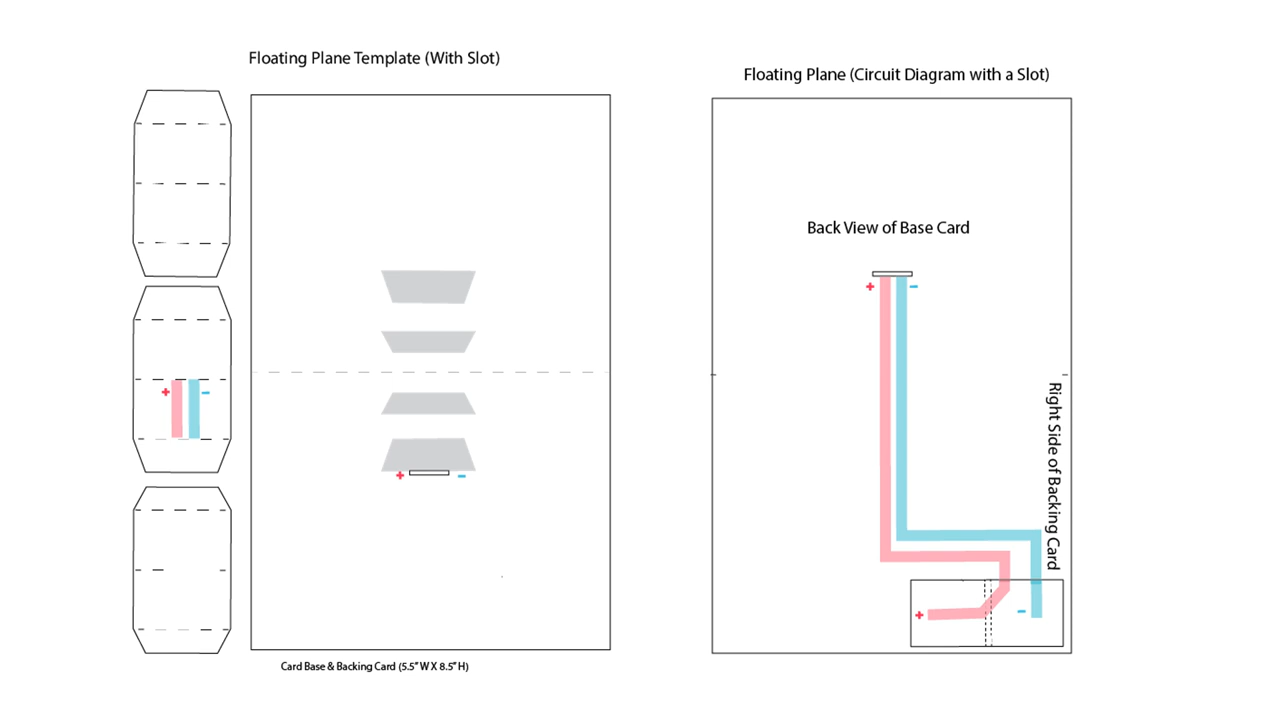 Floating Plane Template (With Slot)
+ −
+ −
Card Base & Backing Card (5.5” W X 8.5” H)
Floating Plane (Circuit Diagram with a Slot)
Back View of Base Card
+ −
Right Side of Backing Card
+ −